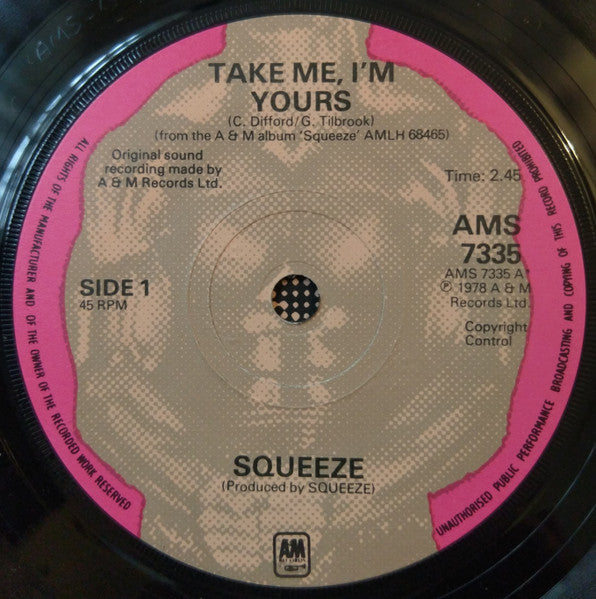 TAKE ME, I'M
YOURS
(C. Difford/G. Tilbrook)
(from the A & M album 'Squeeze' AMLH 68465)
Original sound
recording made by
A & M Records Ltd.
Time: 2.45
AMS
7335
AMS 7335 A
℗ 1978 A & M
Records Ltd.
Copyright
Control
SIDE 1
45 RPM
SQUEEZE
(Produced by SQUEEZE)
A&M
ALL RIGHTS OF THE MANUFACTURER AND OF THE OWNER OF THE RECORDED WORK RESERVED
UNAUTHORISED PUBLIC PERFORMANCE BROADCASTING AND COPYING OF THIS RECORD PROHIBITED